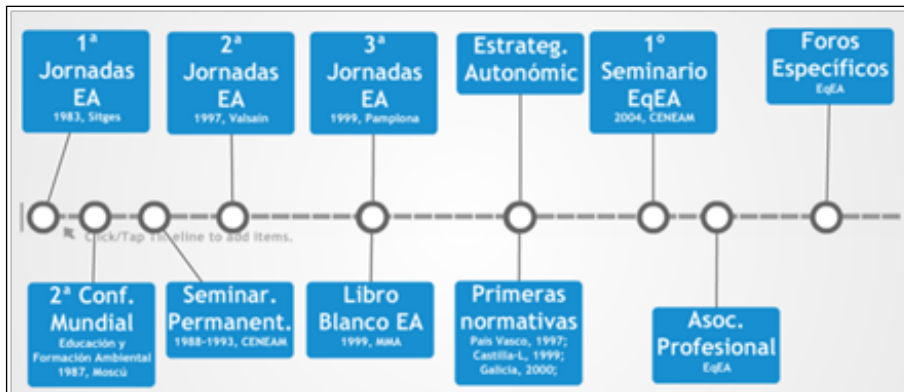 1ª
Jornadas
EA
1983, Sitges
2ª
Jornadas
EA
1997, Valsain
3ª
Jornadas
EA
1999, Pamplona
Estrateg.
Autonómic
1º
Seminario
EqEA
2004, CENEAM
Foros
Específicos
EqEA
Click/Tap Timeline to add items.
2ª Conf.
Mundial
Educación y
Formación Ambiental
1987, Moscú
Seminar.
Permanent.
1988-1993, CENEAM
Libro
Blanco EA
1999, MMA
Primeras
normativas
País Vasco, 1997;
Castilla-L, 1999;
Galicia, 2000;
Asoc.
Profesional
EqEA